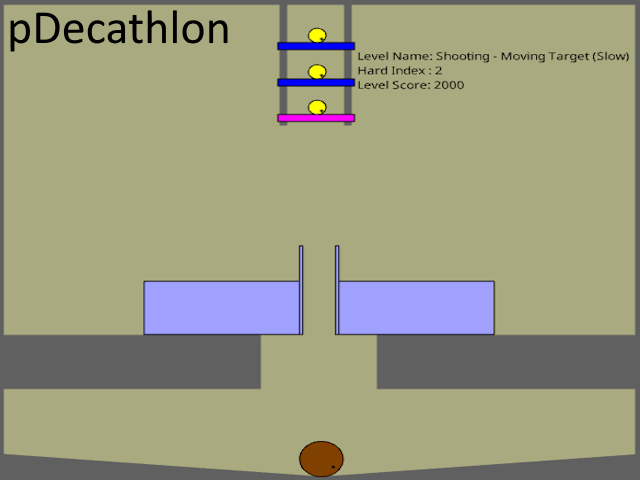 pDecathlon
Level Name: Shooting - Moving Target (Slow)
Hard Index : 2
Level Score: 2000